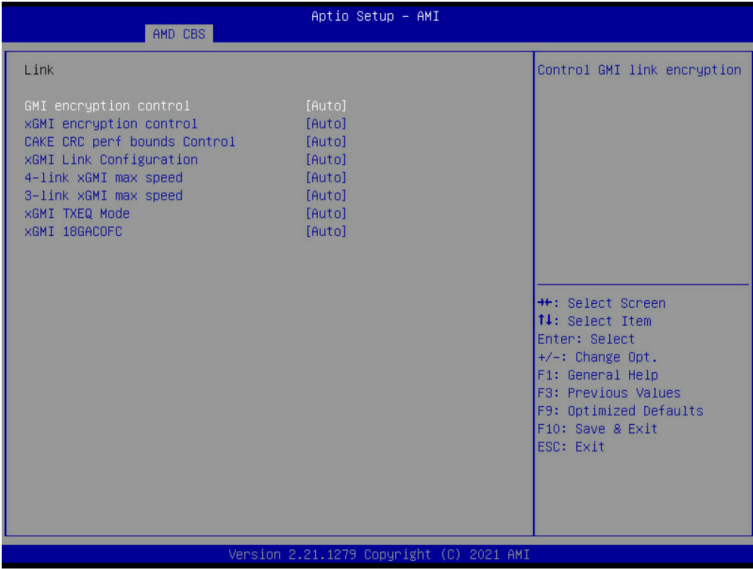 Aptio Setup - AMI
AMD CBS
Link
GMI encryption control [Auto]
xGMI encryption control [Auto]
CAKE CRC perf bounds Control [Auto]
xGMI Link Configuration [Auto]
4-link xGMI max speed [Auto]
3-link xGMI max speed [Auto]
xGMI TXEQ Mode [Auto]
xGMI 18GACOFC [Auto]
Control GMI link encryption
→←: Select Screen
↑↓: Select Item
Enter: Select
+/-: Change Opt.
F1: General Help
F3: Previous Values
F9: Optimized Defaults
F10: Save & Exit
ESC: Exit
Version 2.21.1279 Copyright (C) 2021 AMI